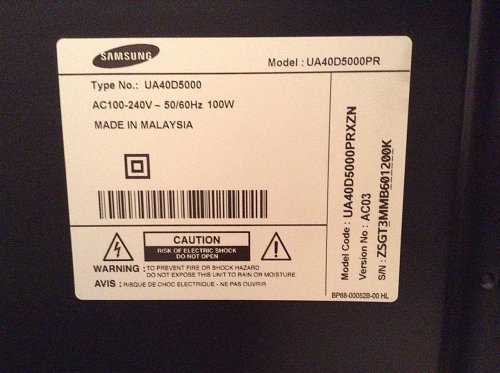 SAMSUNG
Model : UA40D5000PR
Type No.: UA40D5000
AC100-240V ~ 50/60Hz 100W
MADE IN MALAYSIA
CAUTION
RISK OF ELECTRIC SHOCK
DO NOT OPEN
WARNING : TO PREVENT FIRE OR SHOCK HAZARD
DO NOT EXPOSE THIS UNIT TO RAIN OR MOISTURE
AVIS : RISQUE DE CHOC ELECTRIQUE - NE PAS OUVRIR
Model Code : UA40D5000PRXZN
Version No : AC03
S/N : ZSGT3MMB601200K
BP68-00052B-00 HL